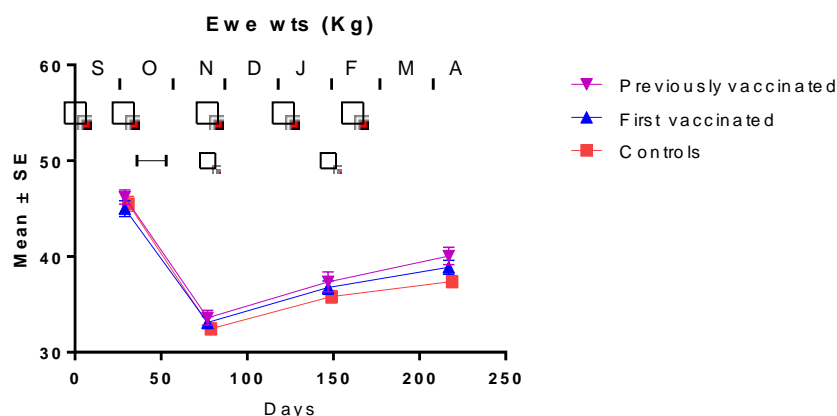 Ewe wts (Kg)
60
S O N D J F M A
50
40
30
Mean ± SE
0 50 100 150 200 250
Days
Previously vaccinated
First vaccinated
Controls